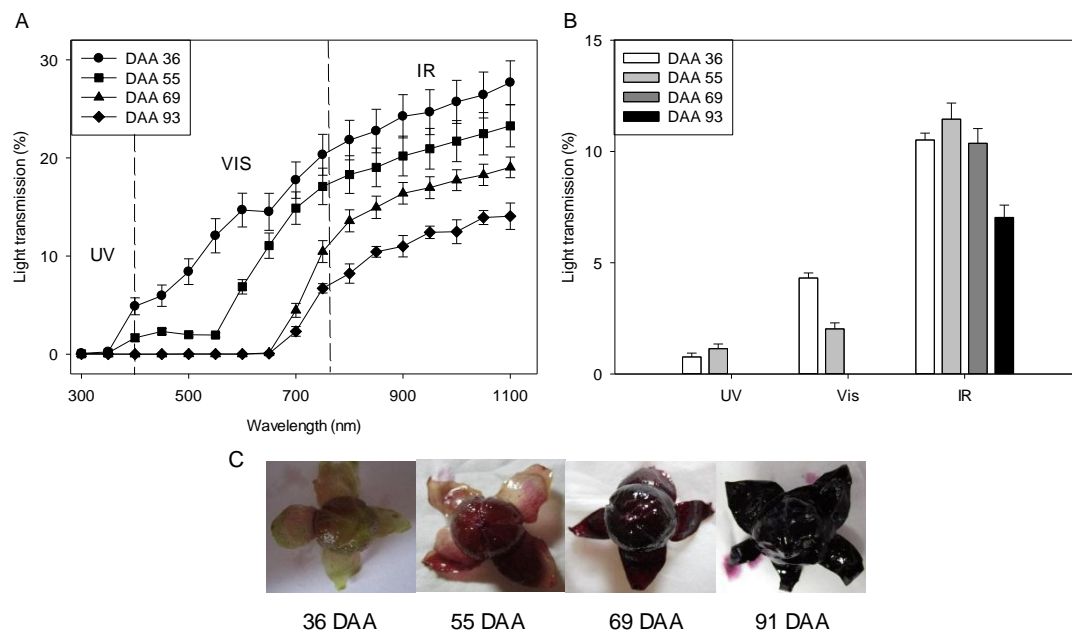 A
Light transmission (%)
30
20
10
0
DAA 36
DAA 55
DAA 69
DAA 93
UV
VIS
IR
300 500 700 900 1100
Wavelength (nm)
B
Light transmission (%)
15
10
5
0
DAA 36
DAA 55
DAA 69
DAA 93
UV Vis IR
C
36 DAA 55 DAA 69 DAA 91 DAA